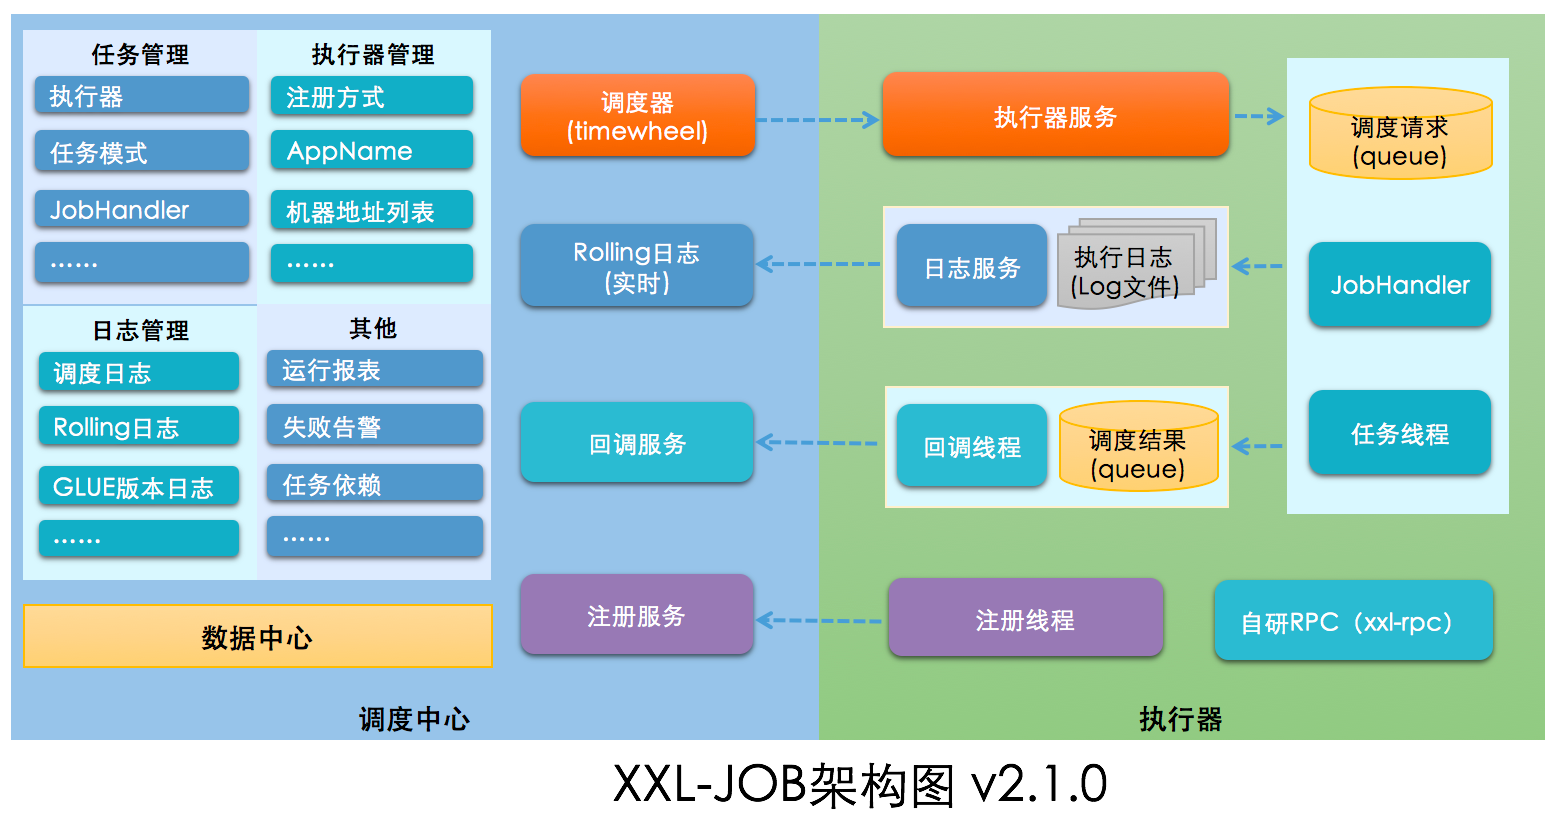 任务管理
执行器
任务模式
JobHandler
……
执行器管理
注册方式
AppName
机器地址列表
……
日志管理
调度日志
Rolling日志
GLUE版本日志
……
其他
运行报表
失败告警
任务依赖
……
数据中心
调度器
(timewheel)
Rolling日志
(实时)
回调服务
注册服务
调度中心
执行器服务
日志服务
执行日志
(Log文件)
回调线程
调度结果
(queue)
注册线程
调度请求
(queue)
JobHandler
任务线程
自研RPC（xxl-rpc）
执行器
XXL-JOB架构图 v2.1.0